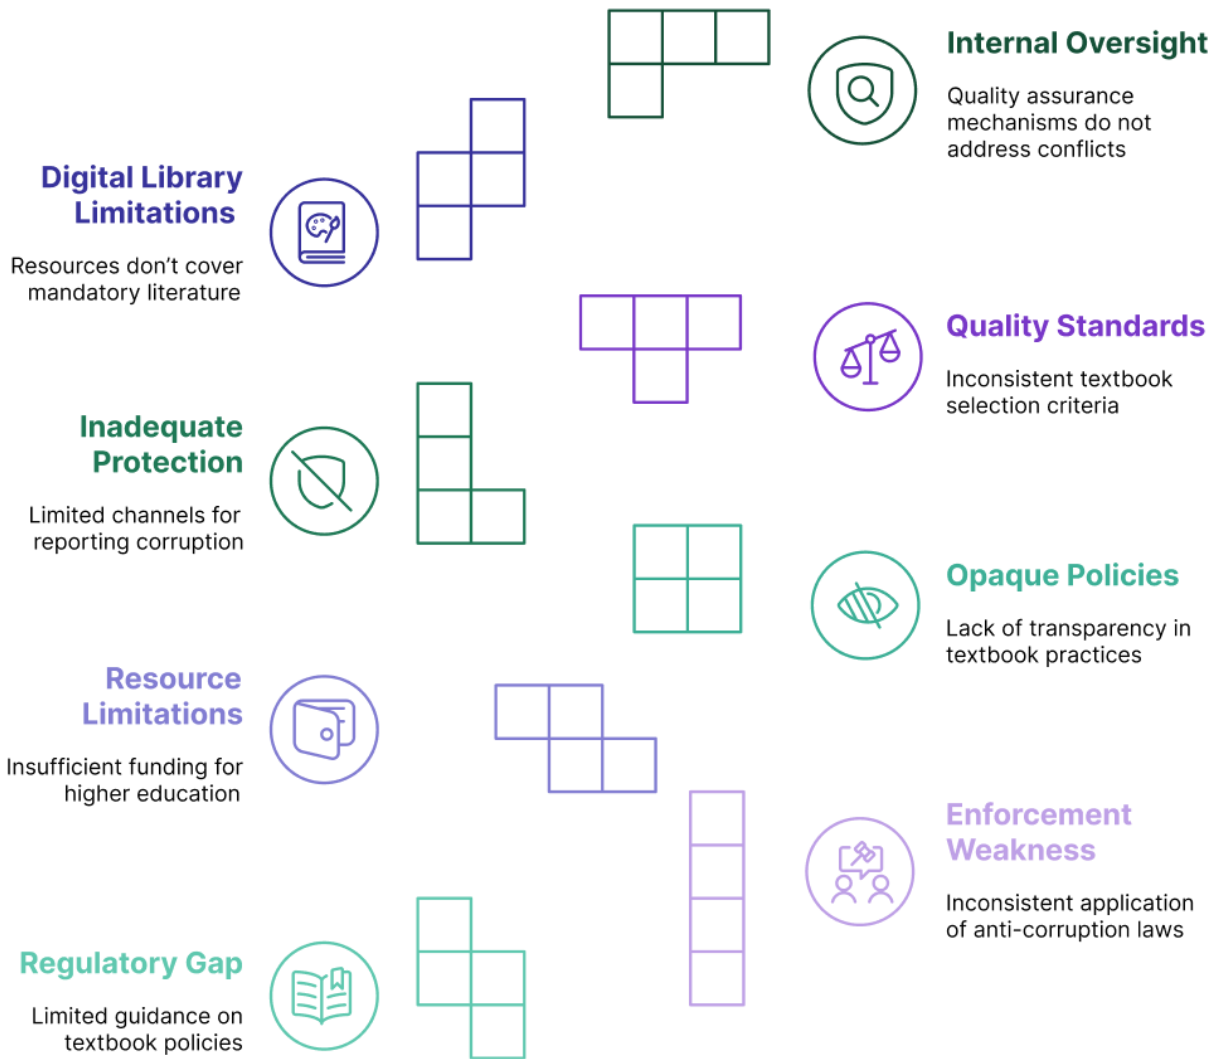 Internal Oversight
Quality assurance
mechanisms do not
address conflicts
Digital Library
Limitations
Resources don’t cover
mandatory literature
Quality Standards
Inconsistent textbook
selection criteria
Inadequate
Protection
Limited channels for
reporting corruption
Opaque Policies
Lack of transparency in
textbook practices
Resource
Limitations
Insufficient funding for
higher education
Enforcement
Weakness
Inconsistent application
of anti-corruption laws
Regulatory Gap
Limited guidance on
textbook policies